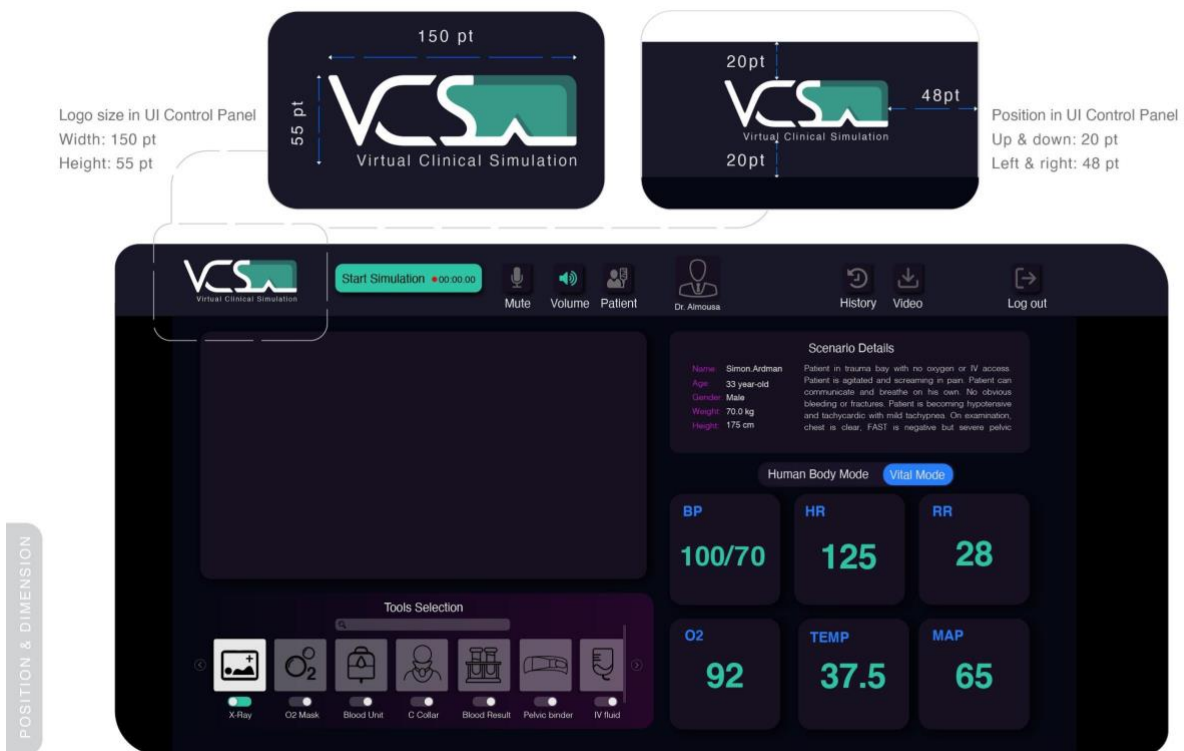 150 pt
55 pt
VCS
Virtual Clinical Simulation
20pt
VCS
48pt
Virtual Clinical Simulation
20pt
Logo size in UI Control Panel
Width: 150 pt
Height: 55 pt
Position in UI Control Panel
Up & down: 20 pt
Left & right: 48 pt
VCS
Virtual Clinical Simulation
Start Simulation 00:00.00
Mute
Volume
Patient
Dr. Almousa
History
Video
Log out
Scenario Details
Name: Simon.Ardman
Age: 33 year-old
Gender: Male
Weight: 70.0 kg
Height: 175 cm
Patient in trauma bay with no oxygen or IV access.
Patient is agitated and screaming in pain. Patient can
communicate and breathe on his own. No obvious
bleeding or fractures. Patient is becoming hypotensive
and tachycardic with mild tachypnea. On examination,
chest is clear, FAST is negative but severe pelvic
Human Body Mode
Vital Mode
BP
100/70
HR
125
RR
28
O2
92
TEMP
37.5
MAP
65
Tools Selection
O2
X-Ray
O2 Mask
Blood Unit
C Collar
Blood Result
Pelvic binder
IV fluid
POSITION & DIMENSION